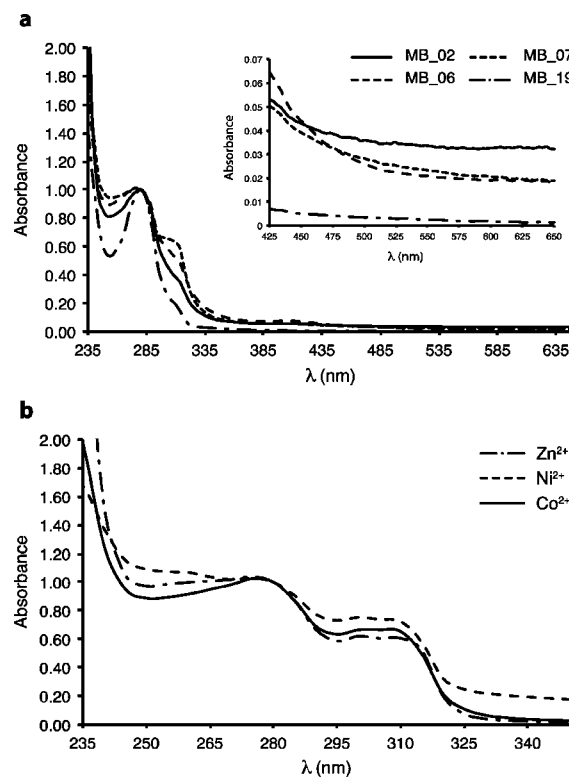 a
2.00
1.80
1.60
1.40
1.20
1.00
0.80
0.60
0.40
0.20
0.00
Absorbance
235 285 335 385 435 485 535 585 635
λ (nm)
MB_02 MB_07
MB_06 MB_19
0.07
0.06
0.05
0.04
0.03
0.02
0.01
0
Absorbance
425 450 475 500 525 550 575 600 625 650
λ (nm)
b
2.00
1.80
1.60
1.40
1.20
1.00
0.80
0.60
0.40
0.20
0.00
Absorbance
Zn²⁺
Ni²⁺
Co²⁺
235 250 265 280 295 310 325 340
λ (nm)